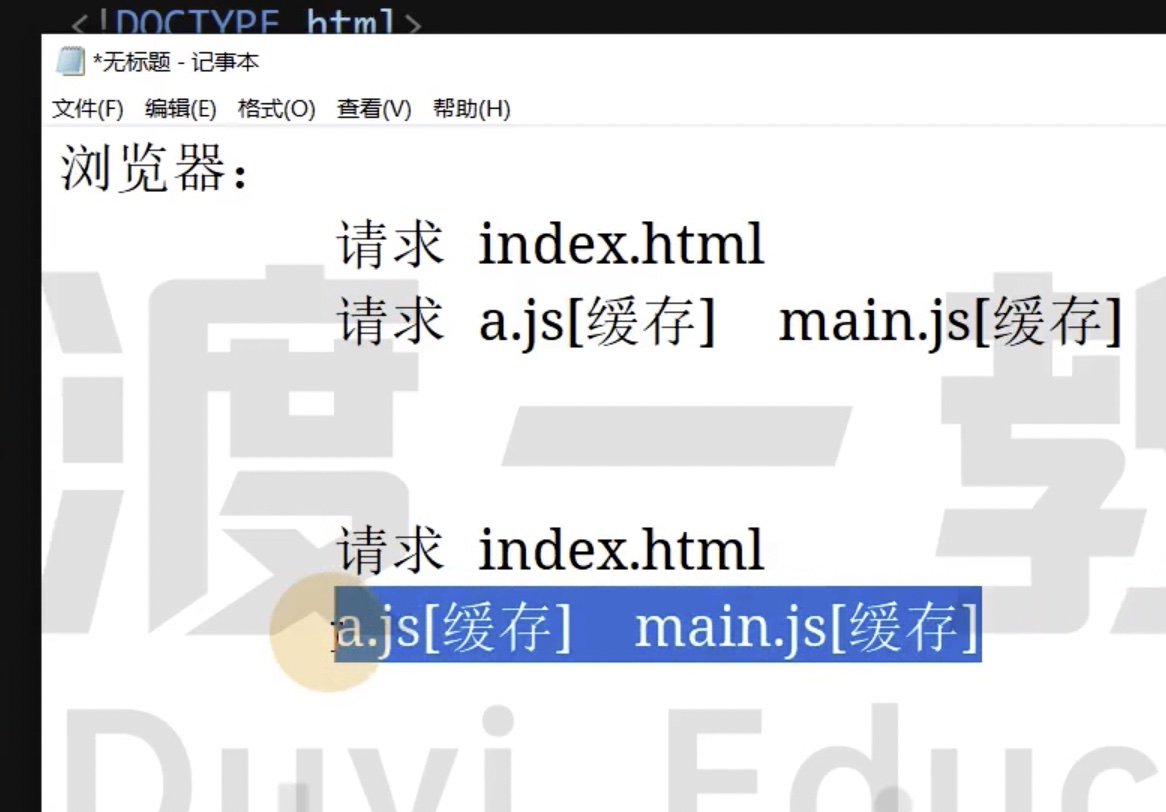 <!DOCTYPE html>
*无标题 - 记事本
文件(F) 编辑(E) 格式(O) 查看(V) 帮助(H)
浏览器：
请求 index.html
请求 a.js[缓存] main.js[缓存]
渡一教
请求 index.html
a.js[缓存] main.js[缓存]
Duyi Educ